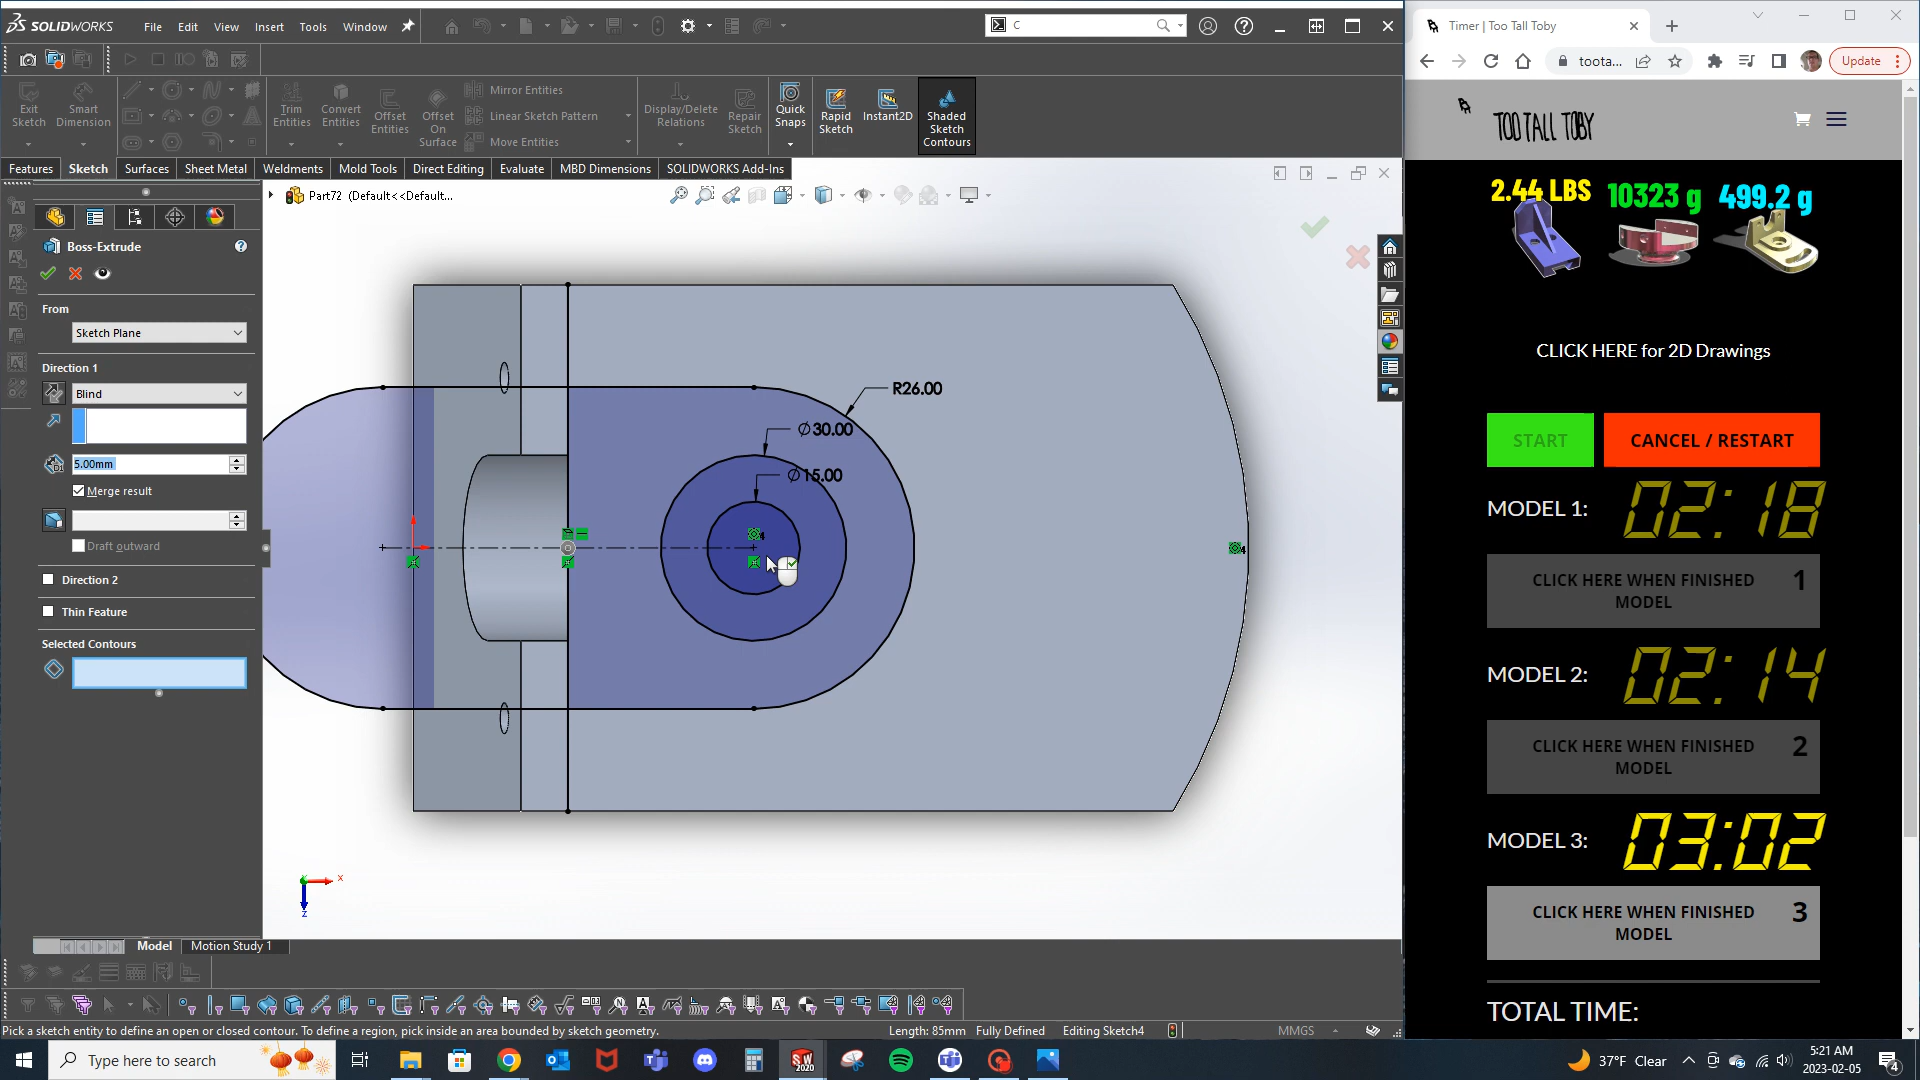 SOLIDWORKS File Edit View Insert Tools Window C
Exit Sketch
Smart Dimension
Trim Entities
Convert Entities
Offset Entities
Offset On Surface
Mirror Entities
Linear Sketch Pattern
Move Entities
Display/Delete Relations
Repair Sketch
Quick Snaps
Rapid Sketch
Instant2D
Shaded Sketch Contours
Features Sketch Surfaces Sheet Metal Weldments Mold Tools Direct Editing Evaluate MBD Dimensions SOLIDWORKS Add-Ins
Part72 (Default<<Default...
Boss-Extrude
From
Sketch Plane
Direction 1
Blind
5.00mm
Merge result
Draft outward
Direction 2
Thin Feature
Selected Contours
R26.00
Ø30.00
Ø15.00
4
4
x
z
Model Motion Study 1
Pick a sketch entity to define an open or closed contour. To define a region, pick inside an area bounded by sketch geometry. Length: 85mm Fully Defined Editing Sketch4 MMGS
Timer | Too Tall Toby
toota...
Update
TOO TALL TOBY
2.44 LBS 10323 g 499.2 g
CLICK HERE for 2D Drawings
START CANCEL / RESTART
MODEL 1: 02:18
CLICK HERE WHEN FINISHED MODEL 1
MODEL 2: 02:14
CLICK HERE WHEN FINISHED MODEL 2
MODEL 3: 03:02
CLICK HERE WHEN FINISHED MODEL 3
TOTAL TIME:
Type here to search
SW 2020
37°F Clear
5:21 AM
2023-02-05
4